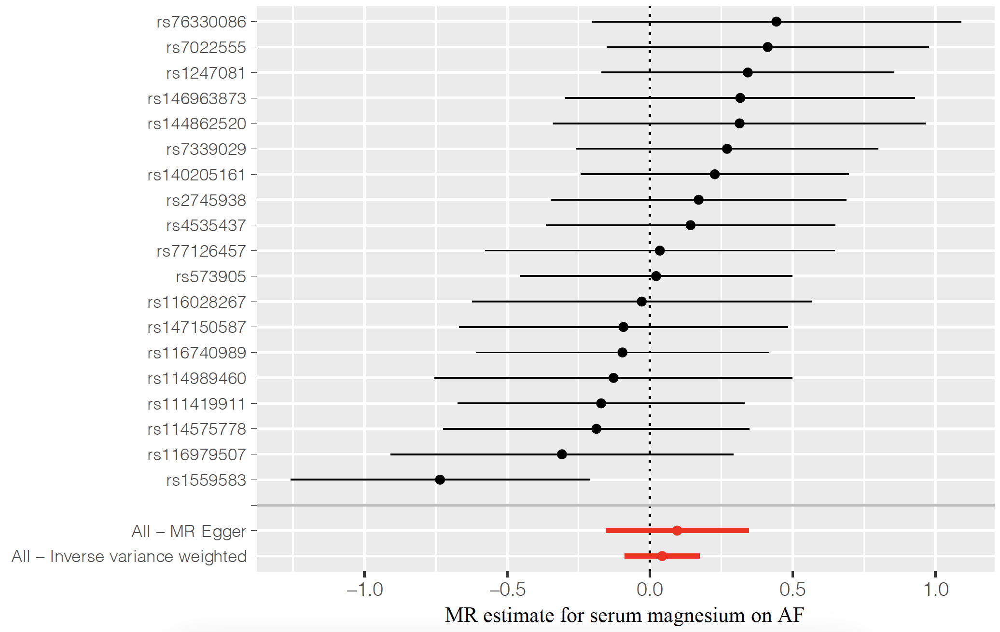 rs76330086
rs7022555
rs1247081
rs146963873
rs144862520
rs7339029
rs140205161
rs2745938
rs4535437
rs77126457
rs573905
rs116028267
rs147150587
rs116740989
rs114989460
rs111419911
rs114575778
rs116979507
rs1559583
All – MR Egger
All – Inverse variance weighted
−1.0 −0.5 0.0 0.5 1.0
MR estimate for serum magnesium on AF